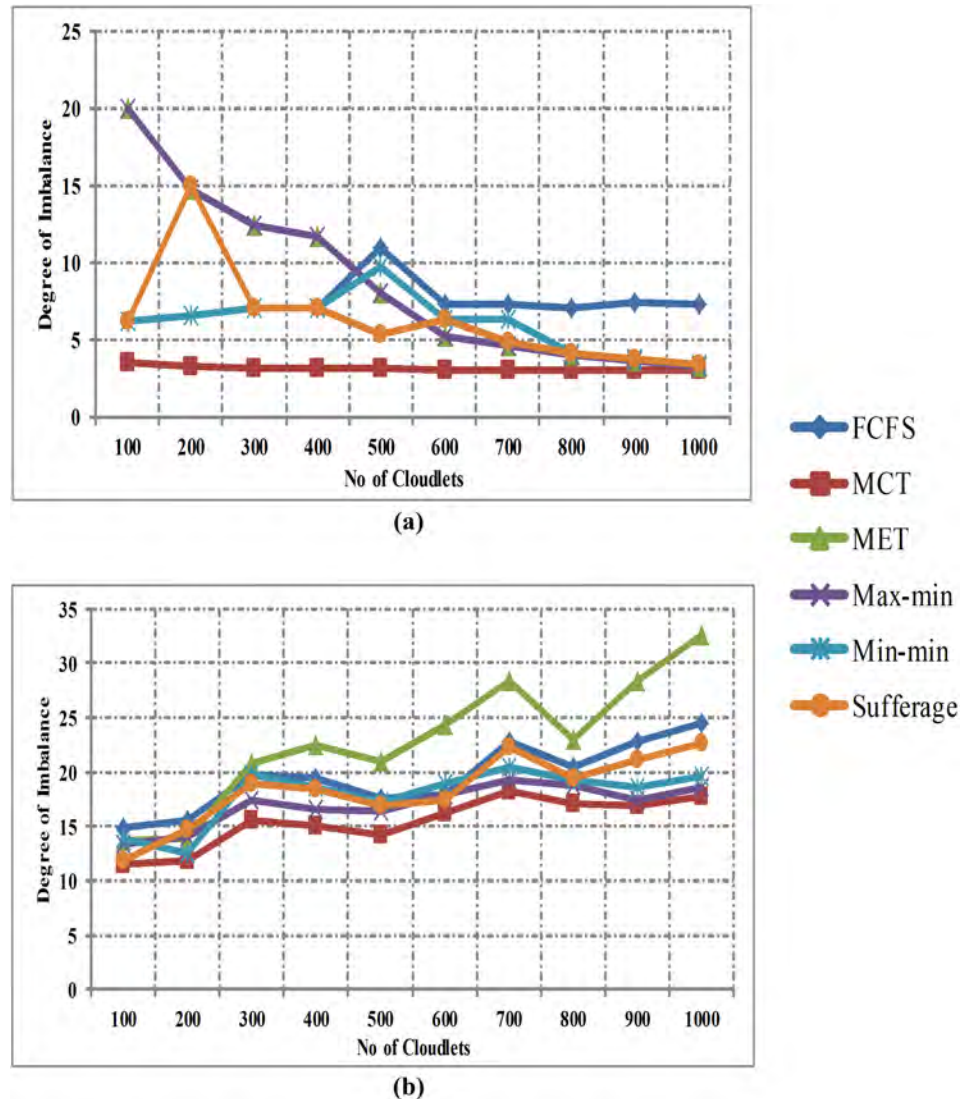 25
20
15
10
5
0
Degree of Imbalance
100 200 300 400 500 600 700 800 900 1000
No of Cloudlets
(a)
FCFS
MCT
MET
Max-min
Min-min
Sufferage
35
30
25
20
15
10
5
0
Degree of Imbalance
100 200 300 400 500 600 700 800 900 1000
No of Cloudlets
(b)